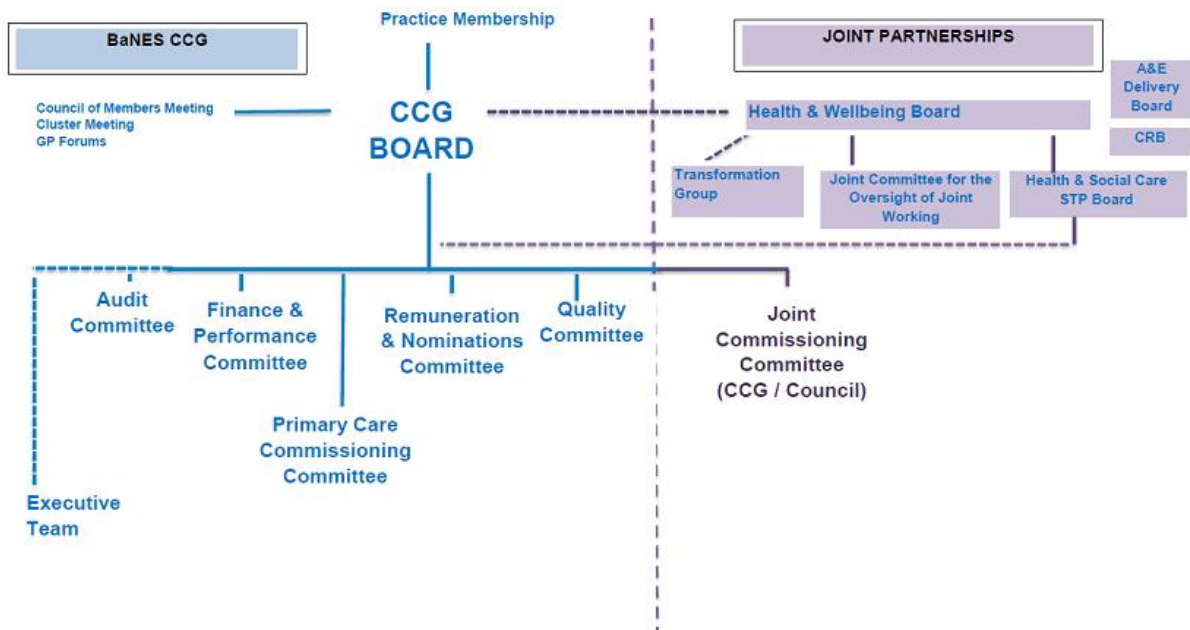 BaNES CCG
Practice Membership
JOINT PARTNERSHIPS
A&E
Delivery
Board
CRB
Council of Members Meeting
Cluster Meeting
GP Forums
CCG
BOARD
Health & Wellbeing Board
Transformation
Group
Joint Committee for the
Oversight of Joint
Working
Health & Social Care
STP Board
Audit
Committee
Finance &
Performance
Committee
Primary Care
Commissioning
Committee
Remuneration
& Nominations
Committee
Quality
Committee
Joint
Commissioning
Committee
(CCG / Council)
Executive
Team